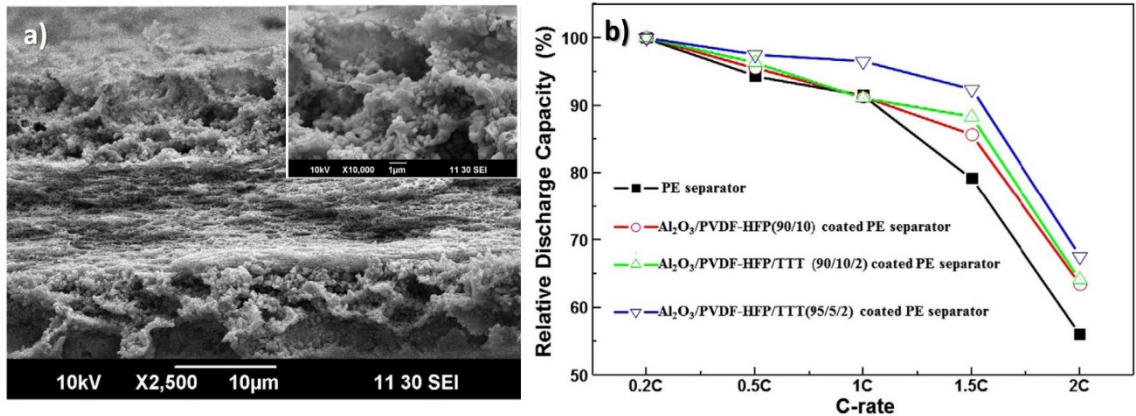 a)
10kV X10,000 1μm 11 30 SEI
10kV X2,500 10μm 11 30 SEI
b)
Relative Discharge Capacity (%)
100
90
80
70
60
50
PE separator
Al₂O₃/PVDF-HFP(90/10) coated PE separator
Al₂O₃/PVDF-HFP/TTT (90/10/2) coated PE separator
Al₂O₃/PVDF-HFP/TTT(95/5/2) coated PE separator
0.2C 0.5C 1C 1.5C 2C
C-rate